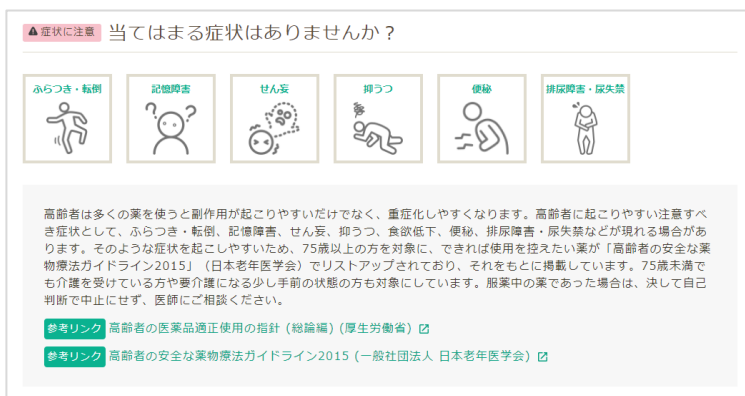 症状に注意 当てはまる症状はありませんか？
ふらつき・転倒
記憶障害
せん妄
抑うつ
便秘
排尿障害・尿失禁
高齢者は多くの薬を使うと副作用が起こりやすいだけでなく、重症化しやすくなります。高齢者に起こりやすい注意すべ
き症状として、ふらつき・転倒、記憶障害、せん妄、抑うつ、食欲低下、便秘、排尿障害・尿失禁などが現れる場合があ
ります。そのような症状を起こしやすいため、75歳以上の方を対象に、できれば使用を控えたい薬が「高齢者の安全な薬
物療法ガイドライン2015」（日本老年医学会）でリストアップされており、それをもとに掲載しています。75歳未満で
も介護を受けている方や要介護になる少し手前の状態の方も対象にしています。服薬中の薬であった場合は、決して自己
判断で中止にせず、医師にご相談ください。
参考リンク 高齢者の医薬品適正使用の指針 (総論編) (厚生労働省)
参考リンク 高齢者の安全な薬物療法ガイドライン2015 (一般社団法人 日本老年医学会)